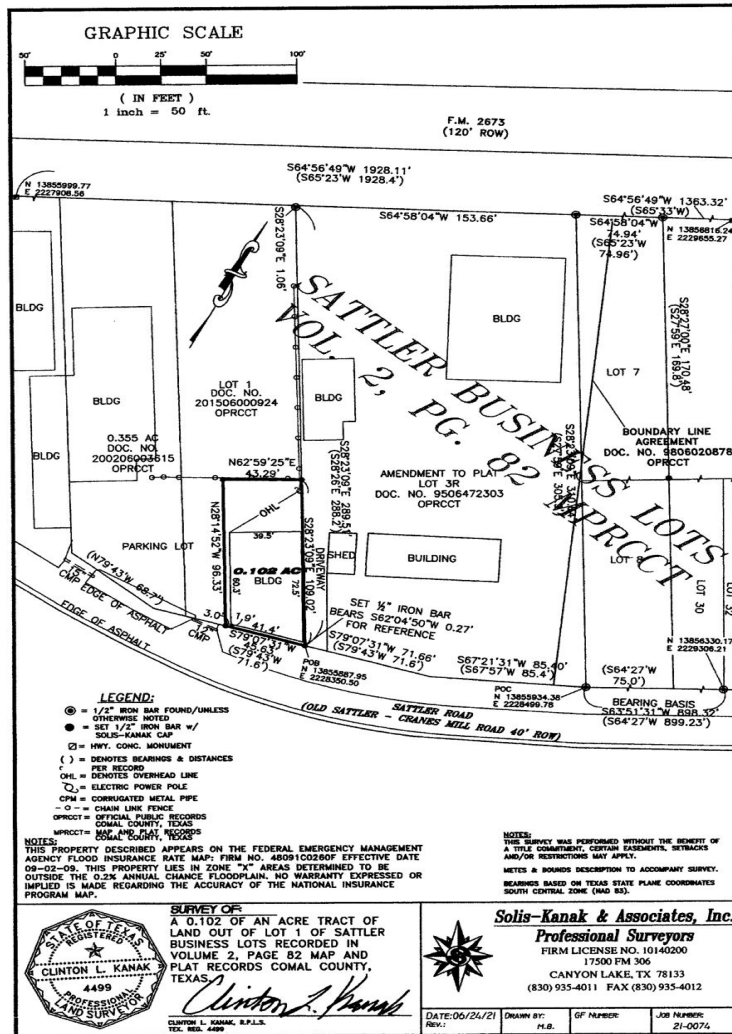 GRAPHIC SCALE
50' 0 25' 50' 100'
( IN FEET )
1 inch = 50 ft.
F.M. 2673
(120' ROW)
S64°56'49"W 1928.11'
(S65°23'W 1928.4')
N 13855999.77
E 2227908.56
S64°58'04"W 153.66'
S64°56'49"W 1363.32'
(S65°33'W)
S64°58'04"W
74.94'
(S65°23'W
74.96')
N 13856816.24
E 2229655.27
S28°23'09"E 1.06'
S28°27'00"E 170.48'
(S27°59'E 169.8')
SATTLER BUSINESS LOTS
VOL. 2, PG. 82 MPRCCT
BLDG
BLDG
BLDG
BLDG
BLDG
LOT 7
LOT 1
DOC. NO.
201506000924
OPRCCT
0.355 AC
DOC. NO.
200206003615
OPRCCT
BOUNDARY LINE
AGREEMENT
DOC. NO. 9806020878
OPRCCT
AMENDMENT TO PLAT
LOT 3R
DOC. NO. 9506472303
OPRCCT
N62°59'25"E
43.29'
S28°23'09"E 289.51'
(S28°26'E 288.2')
OHL
39.5'
N28°14'52"W 96.33'
0.102 AC
BLDG
60.3'
72.5'
S28°23'09"E 109.02'
DRIVEWAY
SHED
BUILDING
LOT 8
LOT 30
LOT 32
PARKING LOT
(N79°43'W 68.7')
15"
CMP
EDGE OF ASPHALT
EDGE OF ASPHALT
3.0'
1.9'
41.4'
15"
CMP
S79°07'31"W
45.63'
(S79°43'W
71.6')
SET ½" IRON BAR
BEARS S62°04'50"W 0.27'
FOR REFERENCE
S79°07'31"W 71.66'
(S79°43'W 71.6')
POB
N 13855887.95
E 2228350.50
S67°21'31"W 85.40'
(S67°57'W 85.4')
POC
N 13855934.38
E 2228499.78
(S64°27'W
75.0')
N 13856330.17
E 2229306.21
BEARING BASIS
S63°51'31"W 898.32'
(S64°27'W 899.23')
SATTLER ROAD
(OLD SATTLER - CRANES MILL ROAD 40' ROW)
LEGEND:
= 1/2" IRON BAR FOUND/UNLESS
OTHERWISE NOTED
= SET 1/2" IRON BAR w/
SOLIS-KANAK CAP
= HWY. CONC. MONUMENT
( ) = DENOTES BEARINGS & DISTANCES
PER RECORD
OHL = DENOTES OVERHEAD LINE
= ELECTRIC POWER POLE
CPM = CORRUGATED METAL PIPE
- O - = CHAIN LINK FENCE
OPRCCT= OFFICIAL PUBLIC RECORDS
COMAL COUNTY, TEXAS
MPRCCT= MAP AND PLAT RECORDS
COMAL COUNTY, TEXAS
NOTES:
THIS PROPERTY DESCRIBED APPEARS ON THE FEDERAL EMERGENCY MANAGEMENT
AGENCY FLOOD INSURANCE RATE MAP: FIRM NO. 48091C0260F EFFECTIVE DATE
09-02-09. THIS PROPERTY LIES IN ZONE "X" AREAS DETERMINED TO BE
OUTSIDE THE 0.2% ANNUAL CHANCE FLOODPLAIN. NO WARRANTY EXPRESSED OR
IMPLIED IS MADE REGARDING THE ACCURACY OF THE NATIONAL INSURANCE
PROGRAM MAP.
NOTES:
THIS SURVEY WAS PERFORMED WITHOUT THE BENEFIT OF
A TITLE COMMITMENT, CERTAIN EASEMENTS, SETBACKS
AND/OR RESTRICTIONS MAY APPLY.
METES & BOUNDS DESCRIPTION TO ACCOMPANY SURVEY.
BEARINGS BASED ON TEXAS STATE PLANE COORDINATES
SOUTH CENTRAL ZONE (NAD 83).
STATE OF TEXAS
REGISTERED
CLINTON L. KANAK
4499
PROFESSIONAL
LAND SURVEYOR
SURVEY OF:
A 0.102 OF AN ACRE TRACT OF
LAND OUT OF LOT 1 OF SATTLER
BUSINESS LOTS RECORDED IN
VOLUME 2, PAGE 82 MAP AND
PLAT RECORDS COMAL COUNTY,
TEXAS.
Clinton L. Kanak
CLINTON L. KANAK, R.P.L.S.
TEX. REG. 4499
Solis-Kanak & Associates, Inc.
Professional Surveyors
FIRM LICENSE NO. 10140200
17500 FM 306
CANYON LAKE, TX 78133
(830) 935-4011 FAX (830) 935-4012
DATE:06/24/21
REV.:
DRAWN BY:
M.B.
GF NUMBER:
JOB NUMBER:
21-0074